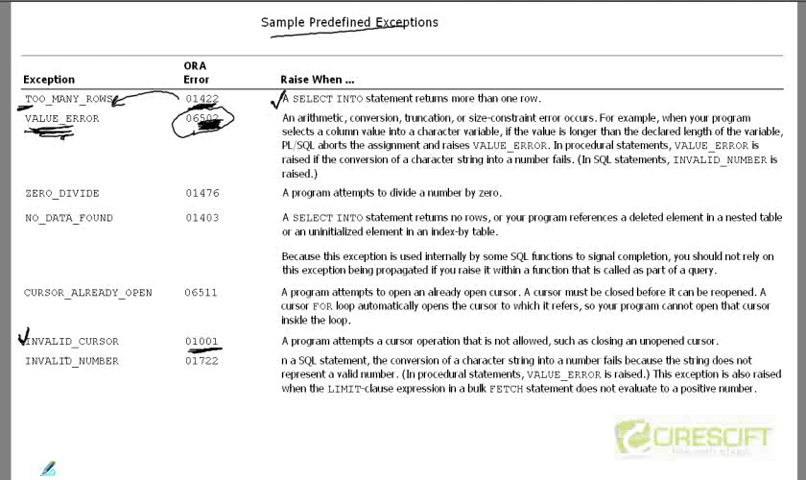 Sample Predefined Exceptions
ORA
Exception Error Raise When ...
TOO_MANY_ROWS 01422 A SELECT INTO statement returns more than one row.
VALUE_ERROR 06502 An arithmetic, conversion, truncation, or size-constraint error occurs. For example, when your program
selects a column value into a character variable, if the value is longer than the declared length of the variable,
PL/SQL aborts the assignment and raises VALUE_ERROR. In procedural statements, VALUE_ERROR is
raised if the conversion of a character string into a number fails. (In SQL statements, INVALID_NUMBER is
raised.)
ZERO_DIVIDE 01476 A program attempts to divide a number by zero.
NO_DATA_FOUND 01403 A SELECT INTO statement returns no rows, or your program references a deleted element in a nested table
or an uninitialized element in an index-by table.
Because this exception is used internally by some SQL functions to signal completion, you should not rely on
this exception being propagated if you raise it within a function that is called as part of a query.
CURSOR_ALREADY_OPEN 06511 A program attempts to open an already open cursor. A cursor must be closed before it can be reopened. A
cursor FOR loop automatically opens the cursor to which it refers, so your program cannot open that cursor
inside the loop.
INVALID_CURSOR 01001 A program attempts a cursor operation that is not allowed, such as closing an unopened cursor.
INVALID_NUMBER 01722 n a SQL statement, the conversion of a character string into a number fails because the string does not
represent a valid number. (In procedural statements, VALUE_ERROR is raised.) This exception is also raised
when the LIMIT-clause expression in a bulk FETCH statement does not evaluate to a positive number.